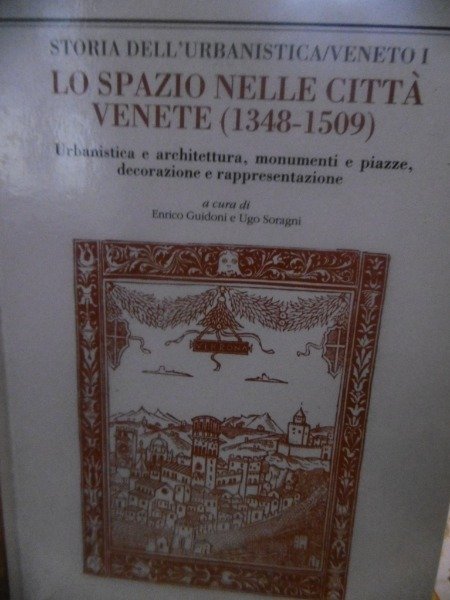 STORIA DELL'URBANISTICA/VENETO I
LO SPAZIO NELLE CITTÀ
VENETE (1348-1509)
Urbanistica e architettura, monumenti e piazze,
decorazione e rappresentazione
a cura di
Enrico Guidoni e Ugo Soragni